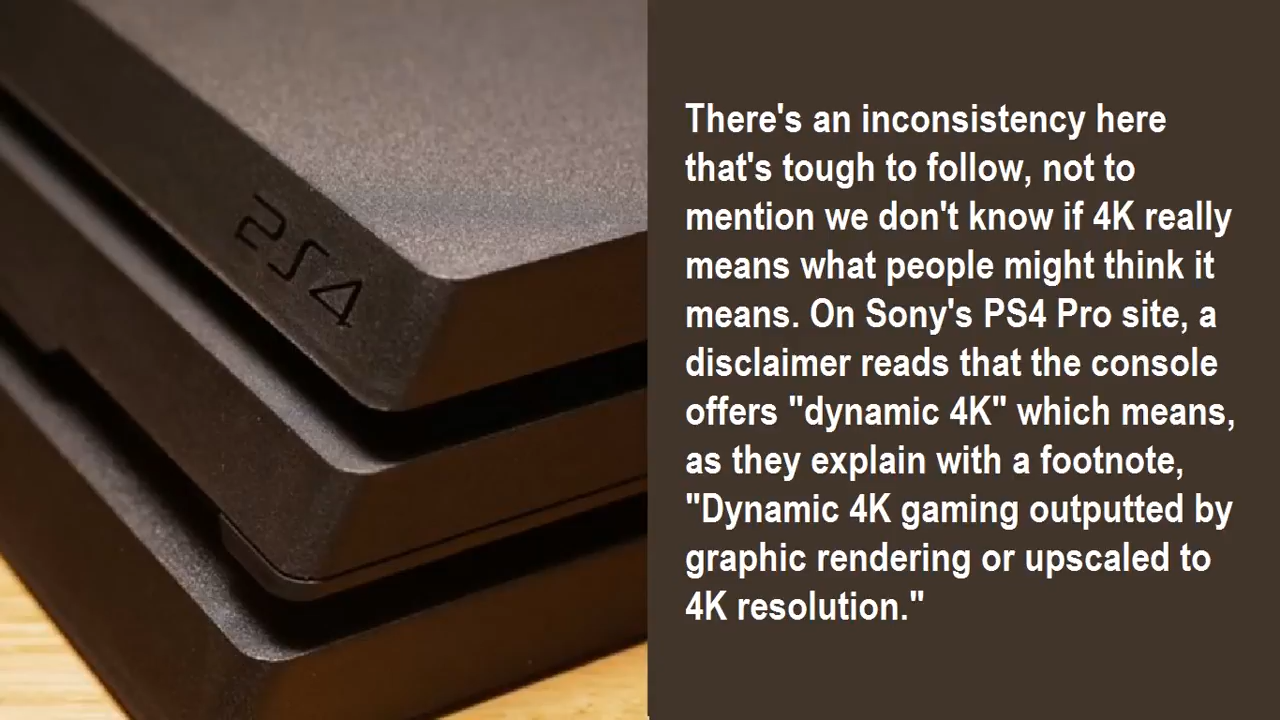 PS4
There's an inconsistency here
that's tough to follow, not to
mention we don't know if 4K really
means what people might think it
means. On Sony's PS4 Pro site, a
disclaimer reads that the console
offers "dynamic 4K" which means,
as they explain with a footnote,
"Dynamic 4K gaming outputted by
graphic rendering or upscaled to
4K resolution."